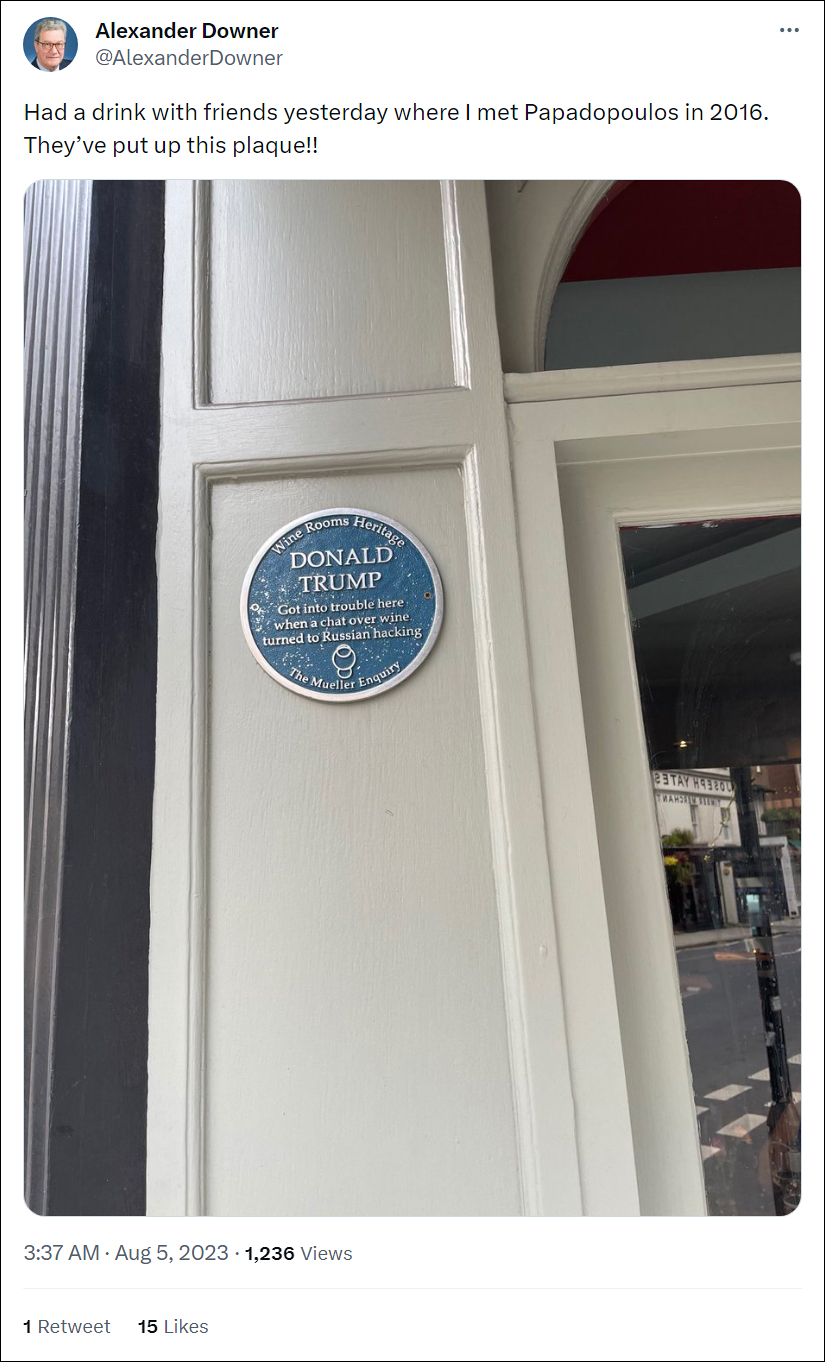 Alexander Downer
@AlexanderDowner
Had a drink with friends yesterday where I met Papadopoulos in 2016.
They’ve put up this plaque!!
Wine Rooms Heritage
DONALD
TRUMP
Got into trouble here
when a chat over wine
turned to Russian hacking
The Mueller Enquiry
JOSEPH YATES
TIMBER MERCHANT
3:37 AM · Aug 5, 2023 · 1,236 Views
1 Retweet 15 Likes